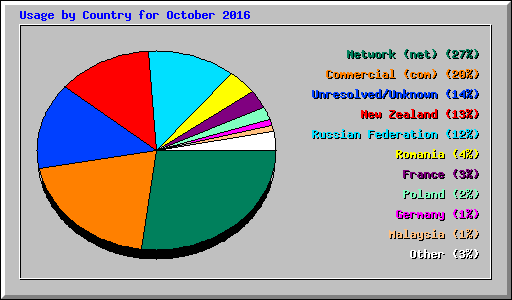 Usage by Country for October 2016
Network (net) (27%)
Commercial (com) (20%)
Unresolved/Unknown (14%)
New Zealand (13%)
Russian Federation (12%)
Romania (4%)
France (3%)
Poland (2%)
Germany (1%)
Malaysia (1%)
Other (3%)